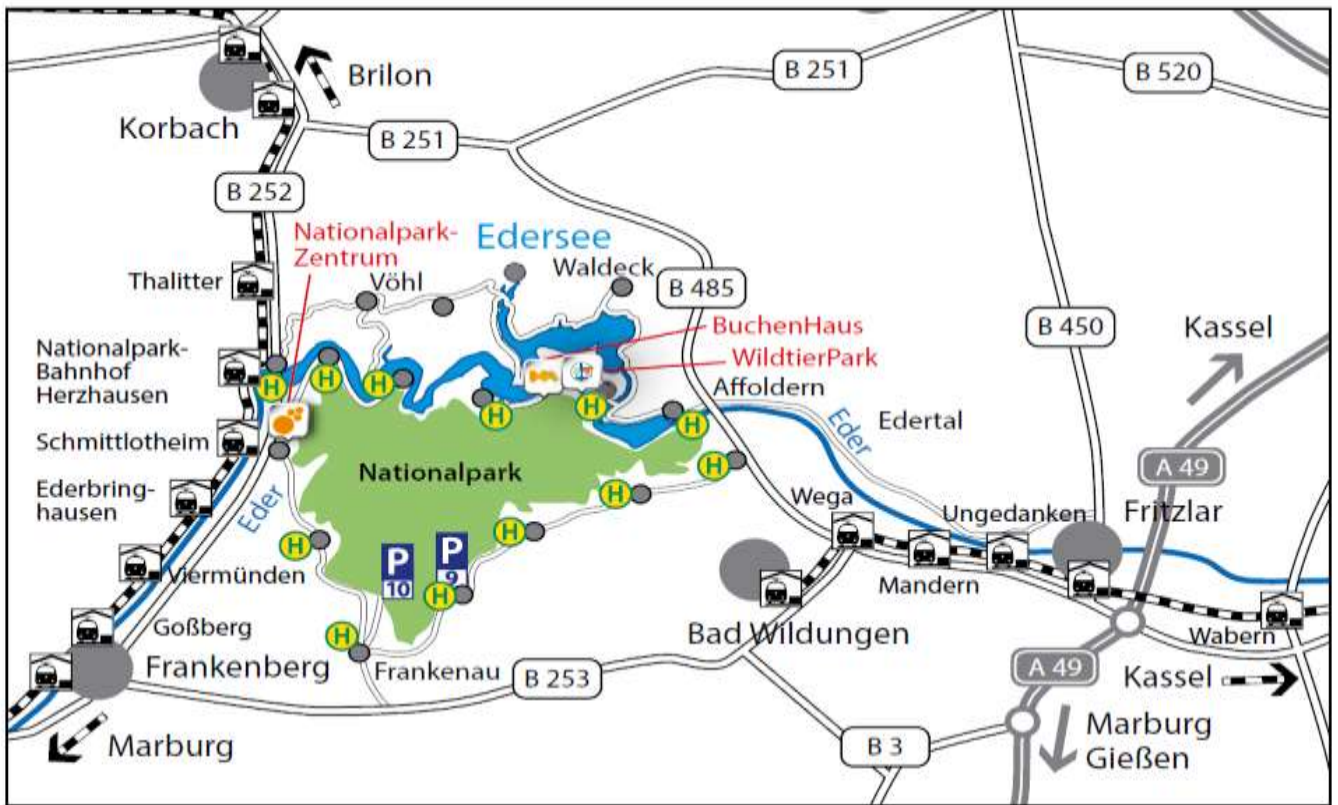 Brilon
B 251
B 520
Korbach
B 251
B 252
Nationalpark-
Zentrum
Edersee
Thalitter
Vöhl
Waldeck
B 485
B 450
Kassel
BuchenHaus
WildtierPark
Nationalpark-
Bahnhof
Herzhausen
H
H
H
H
H
H
Affoldern
Eder
Edertal
Schmittlotheim
Nationalpark
H
A 49
Ederbring-
hausen
Eder
H
Wega
Ungedanken
Fritzlar
H
H
P
10
P
9
H
Viermünden
Mandern
Goßberg
H
Bad Wildungen
Wabern
Frankenberg
Frankenau
B 253
A 49
Kassel
Marburg
B 3
Marburg
Gießen